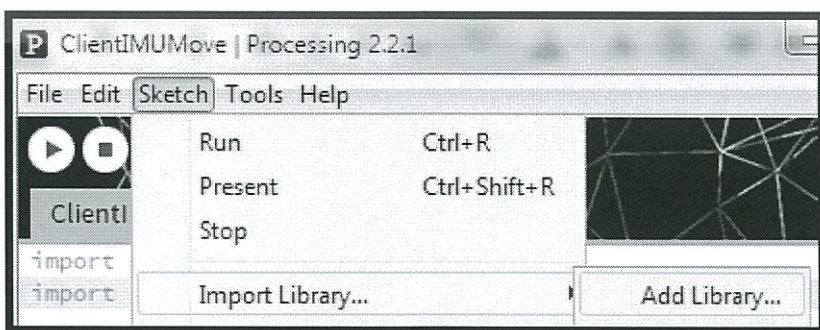 P ClientIMUMove | Processing 2.2.1
File Edit Sketch Tools Help
Run Ctrl+R
Present Ctrl+Shift+R
ClientI
Stop
import
import
Import Library...
Add Library...